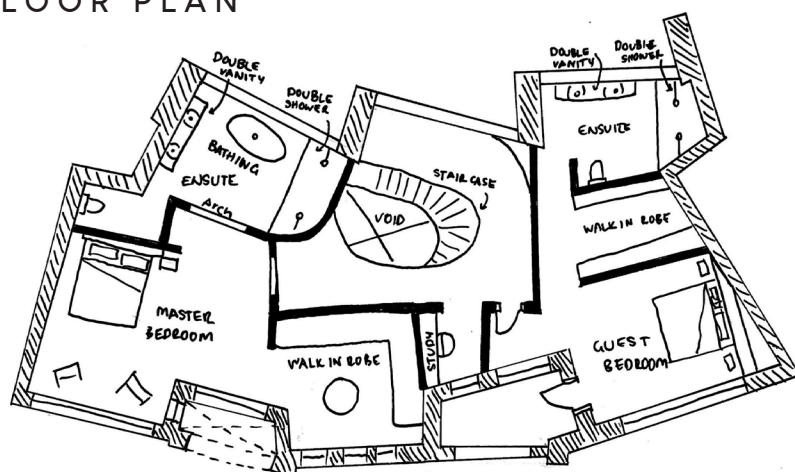 LOOR PLAN
DOUBLE
VANITY
DOUBLE
SHOWER
BATHING
ENSUTE
Arch
MASTER
BEDROOM
WALK IN ROBE
STAIR CASE
VOID
STUDY
DOUBLE
VANITY
DOUBLE
SHOWER
ENSUITE
WALK IN ROBE
GUEST
BEDROOM